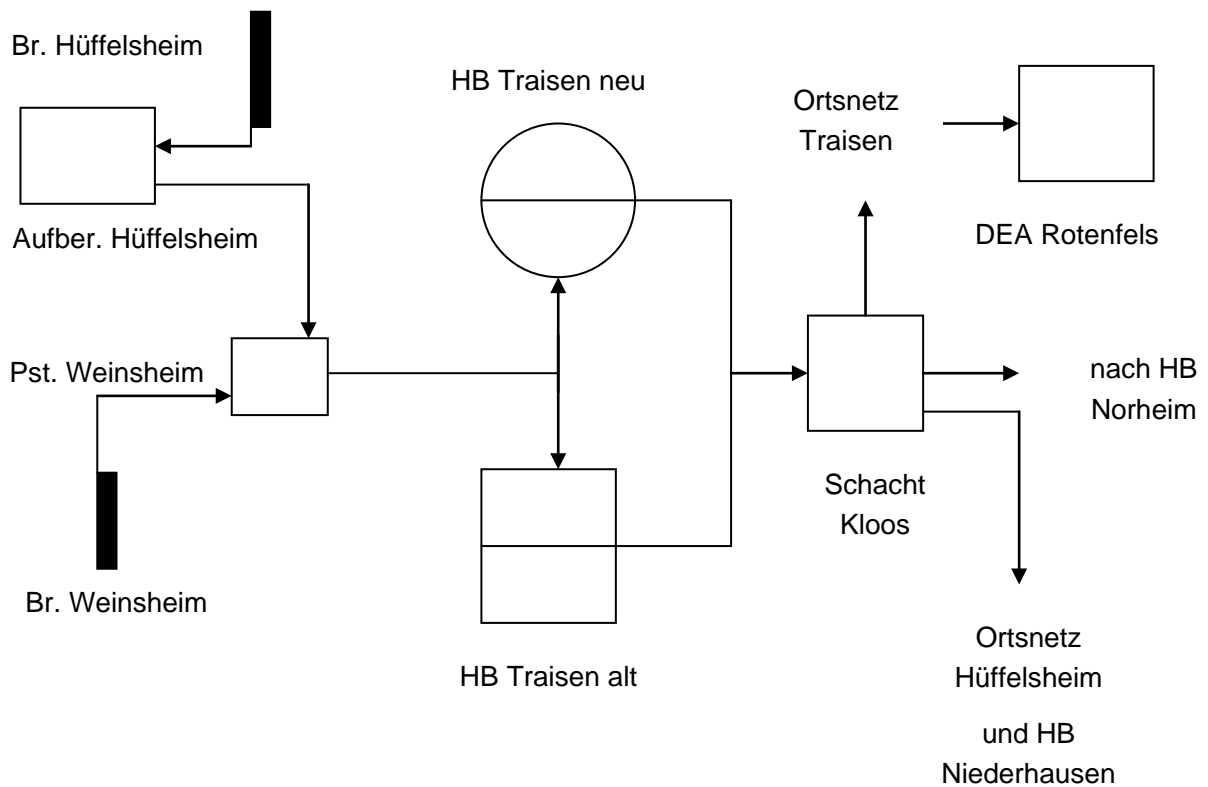 Br. Hüffelsheim
HB Traisen neu
Ortsnetz
Traisen
Aufber. Hüffelsheim
DEA Rotenfels
Pst. Weinsheim
nach HB
Norheim
Schacht
Kloos
Br. Weinsheim
HB Traisen alt
Ortsnetz
Hüffelsheim
und HB
Niederhausen